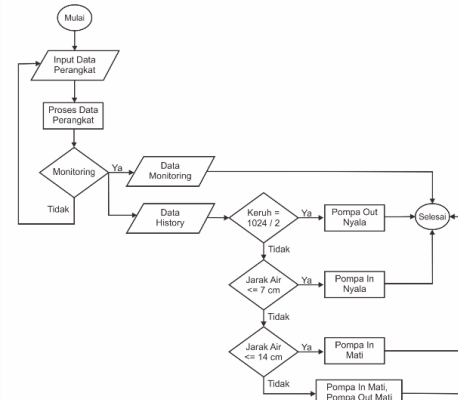 Mulai
Input Data
Perangkat
Proses Data
Perangkat
Monitoring
Ya
Data
Monitoring
Tidak
Data
History
Keruh =
1024 / 2
Ya
Pompa Out
Nyala
Selesai
Tidak
Jarak Air
<= 7 cm
Ya
Pompa In
Nyala
Tidak
Jarak Air
<= 14 cm
Ya
Pompa In
Mati
Tidak
Pompa In Mati,
Pompa Out Mati